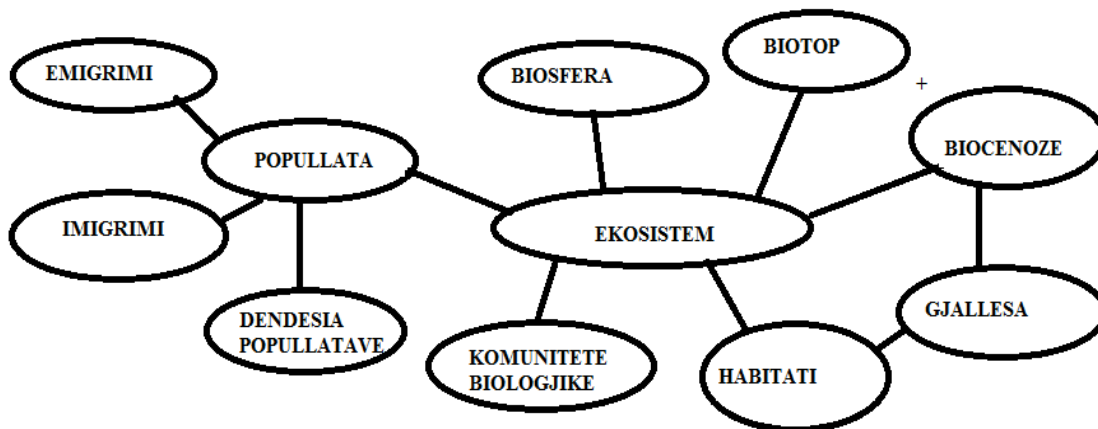 EMIGRIMI
BIOSFERA
BIOTOP
+
BIOCENOZE
POPULLATA
IMIGRIMI
EKOSISTEM
DENDESIA
POPULLATAVE
KOMUNITETE
BIOLOGJIKE
HABITATI
GJALLESA